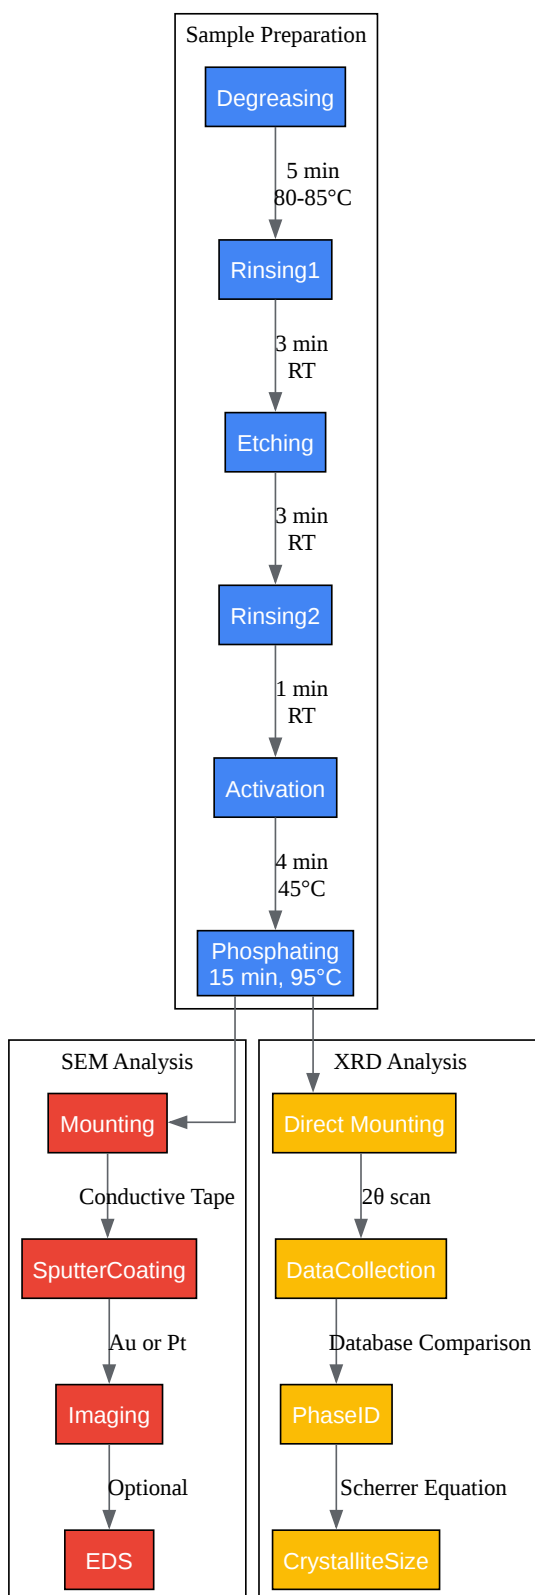 Sample Preparation
Degreasing
5 min
80-85°C
Rinsing1
3 min
RT
Etching
3 min
RT
Rinsing2
1 min
RT
Activation
4 min
45°C
Phosphating
15 min, 95°C
SEM Analysis
Mounting
Conductive Tape
SputterCoating
Au or Pt
Imaging
Optional
EDS
XRD Analysis
Direct Mounting
2θ scan
DataCollection
Database Comparison
PhaseID
Scherrer Equation
CrystalliteSize